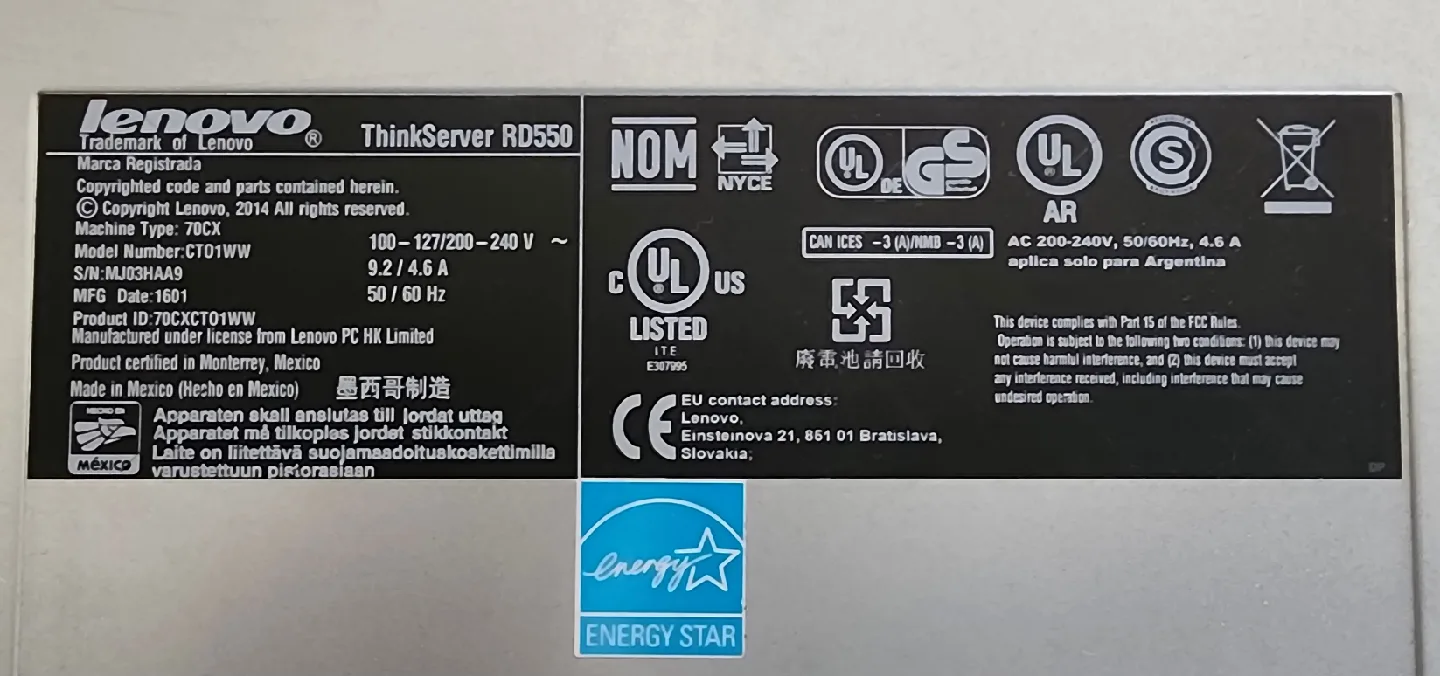 lenovo®
Trademark of Lenovo
ThinkServer RD550
Marca Registrada
Copyrighted code and parts contained herein.
© Copyright Lenovo, 2014 All rights reserved.
Machine Type: 70CX
Model Number:CTO1WW
S/N:MJ03HAA9
MFG Date:1601
Product ID:70CXCTO1WW
100-127/200-240 V ~
9.2 / 4.6 A
50 / 60 Hz
Manufactured under license from Lenovo PC HK Limited
Product certified in Monterrey, Mexico
Made in Mexico (Hecho en Mexico) 墨西哥制造
HECHO EN
MéXICO
Apparaten skall anslutas till jordat uttag
Apparatet må tilkoples jordet stikkontakt
Laite on liitettävä suojamaadoituskoskettimilla
varustettuun pistorasiaan
NOM
NYCE
UL DE GS
UL
AR
S
CAN ICES -3 (A)/NMB -3 (A)
AC 200-240V, 50/60Hz, 4.6 A
aplica solo para Argentina
C UL US
LISTED
I.T.E
E307995
廢電池請回收
This device complies with Part 15 of the FCC Rules.
Operation is subject to the following two conditions: (1) this device may
not cause harmful interference, and (2) this device must accept
any interference received, including interference that may cause
undesired operation.
CE
EU contact address:
Lenovo,
Einsteinova 21, 851 01 Bratislava,
Slovakia;
DP
energy
ENERGY STAR